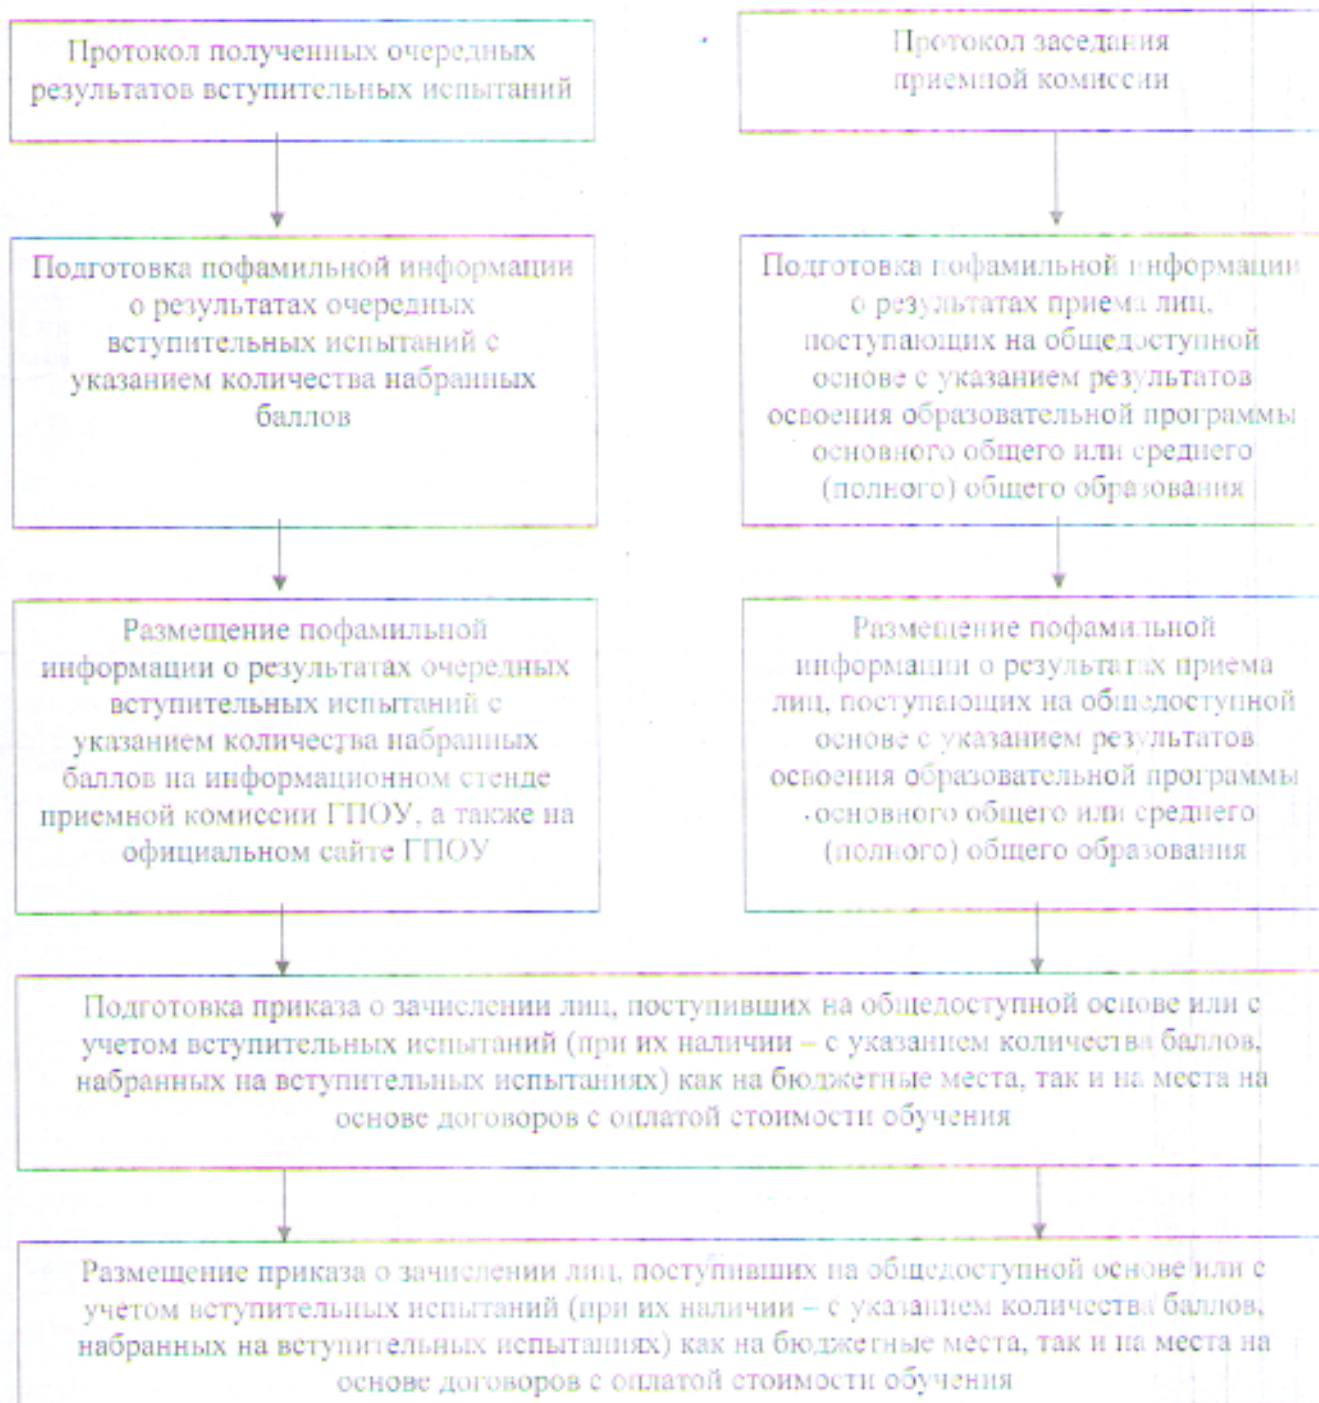 Протокол полученных очередных
результатов вступительных испытаний
Протокол заседания
приемной комиссии
Подготовка пофамильной информации
о результатах очередных
вступительных испытаний с
указанием количества набранных
баллов
Подготовка пофамильной информации
о результатах приема лиц,
поступающих на общедоступной
основе с указанием результатов
освоения образовательной программы
основного общего или среднего
(полного) общего образования
Размещение пофамильной
информации о результатах очередных
вступительных испытаний с
указанием количества набранных
баллов на информационном стенде
приемной комиссии ГПОУ, а также на
официальном сайте ГПОУ
Размещение пофамильной
информации о результатах приема
лиц, поступающих на общедоступной
основе с указанием результатов
освоения образовательной программы
основного общего или среднего
(полного) общего образования
Подготовка приказа о зачислении лиц, поступивших на общедоступной основе или с
учетом вступительных испытаний (при их наличии – с указанием количества баллов,
набранных на вступительных испытаниях) как на бюджетные места, так и на места на
основе договоров с оплатой стоимости обучения
Размещение приказа о зачислении лиц, поступивших на общедоступной основе или с
учетом вступительных испытаний (при их наличии – с указанием количества баллов,
набранных на вступительных испытаниях) как на бюджетные места, так и на места на
основе договоров с оплатой стоимости обучения